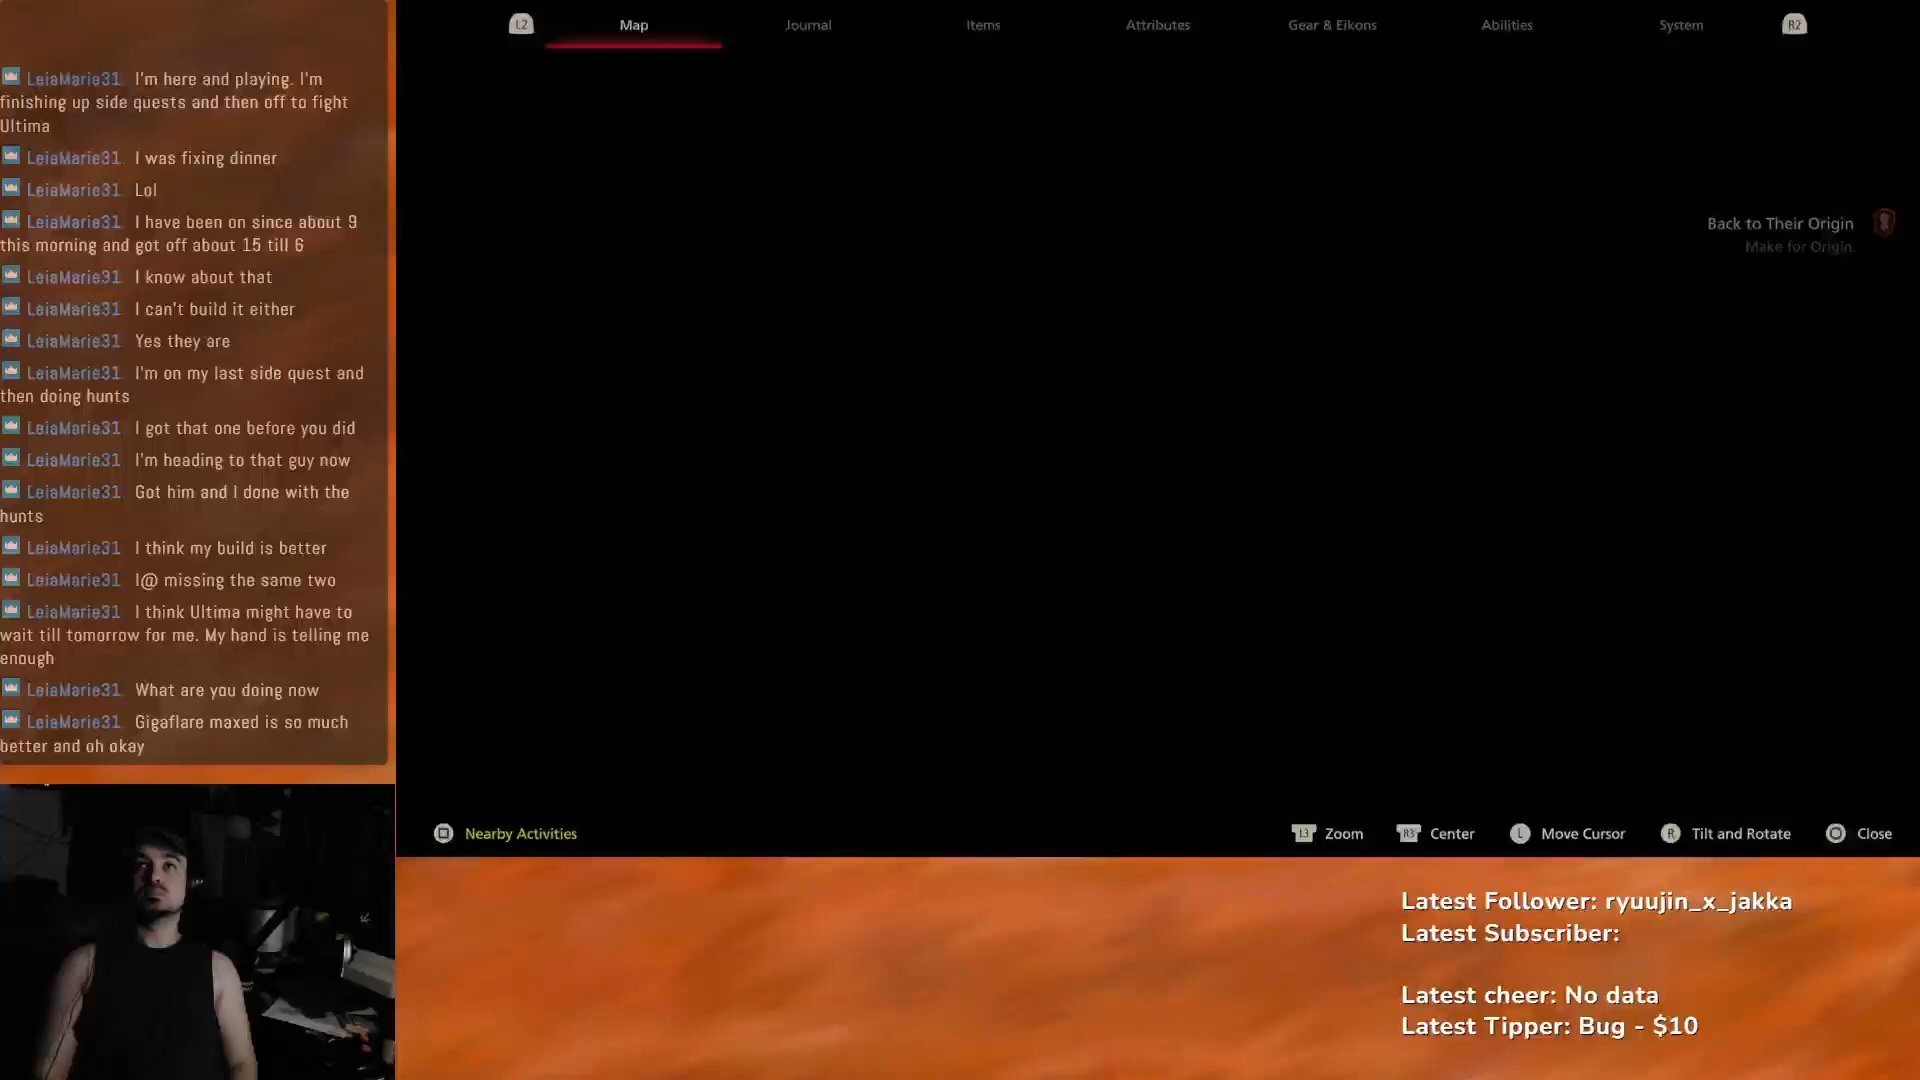 L2 Map Journal Items Attributes Gear & Eikons Abilities System R2
LeiaMarie31 I'm here and playing. I'm
finishing up side quests and then off to fight
Ultima
LeiaMarie31 I was fixing dinner
LeiaMarie31 Lol
LeiaMarie31 I have been on since about 9
this morning and got off about 15 till 6
LeiaMarie31 I know about that
LeiaMarie31 I can't build it either
LeiaMarie31 Yes they are
LeiaMarie31 I'm on my last side quest and
then doing hunts
LeiaMarie31 I got that one before you did
LeiaMarie31 I'm heading to that guy now
LeiaMarie31 Got him and I done with the
hunts
LeiaMarie31 I think my build is better
LeiaMarie31 I@ missing the same two
LeiaMarie31 I think Ultima might have to
wait till tomorrow for me. My hand is telling me
enough
LeiaMarie31 What are you doing now
LeiaMarie31 Gigaflare maxed is so much
better and oh okay
Back to Their Origin
Make for Origin.
Nearby Activities L3 Zoom R3 Center L Move Cursor R Tilt and Rotate Close
Latest Follower: ryuujin_x_jakka
Latest Subscriber:
Latest cheer: No data
Latest Tipper: Bug - $10